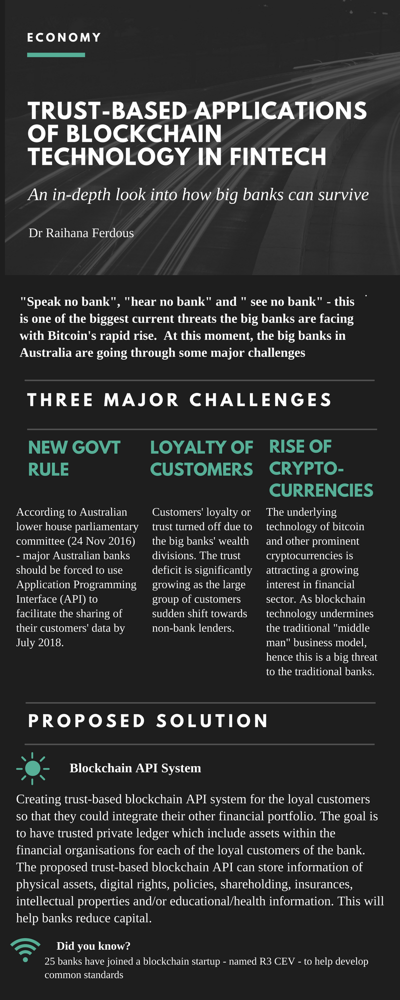 ECONOMY
TRUST-BASED APPLICATIONS
OF BLOCKCHAIN
TECHNOLOGY IN FINTECH
An in-depth look into how big banks can survive
Dr Raihana Ferdous
"Speak no bank", "hear no bank" and " see no bank" - this
is one of the biggest current threats the big banks are facing
with Bitcoin's rapid rise.  At this moment, the big banks in
Australia are going through some major challenges
THREE MAJOR CHALLENGES
NEW GOVT
RULE
According to Australian
lower house parliamentary
committee (24 Nov 2016)
- major Australian banks
should be forced to use
Application Programming
Interface (API) to
facilitate the sharing of
their customers' data by
July 2018.
LOYALTY OF
CUSTOMERS
Customers' loyalty or
trust turned off due to
the big banks' wealth
divisions. The trust
deficit is significantly
growing as the large
group of customers
sudden shift towards
non-bank lenders.
RISE OF
CRYPTO-
CURRENCIES
The underlying
technology of bitcoin
and other prominent
cryptocurrencies is
attracting a growing
interest in financial
sector. As blockchain
technology undermines
the traditional "middle
man" business model,
hence this is a big threat
to the traditional banks.
PROPOSED SOLUTION
Blockchain API System
Creating trust-based blockchain API system for the loyal customers
so that they could integrate their other financial portfolio. The goal is
to have trusted private ledger which include assets within the
financial organisations for each of the loyal customers of the bank.
The proposed trust-based blockchain API can store information of
physical assets, digital rights, policies, shareholding, insurances,
intellectual properties and/or educational/health information. This will
help banks reduce capital.
Did you know?
25 banks have joined a blockchain startup - named R3 CEV - to help develop
common standards